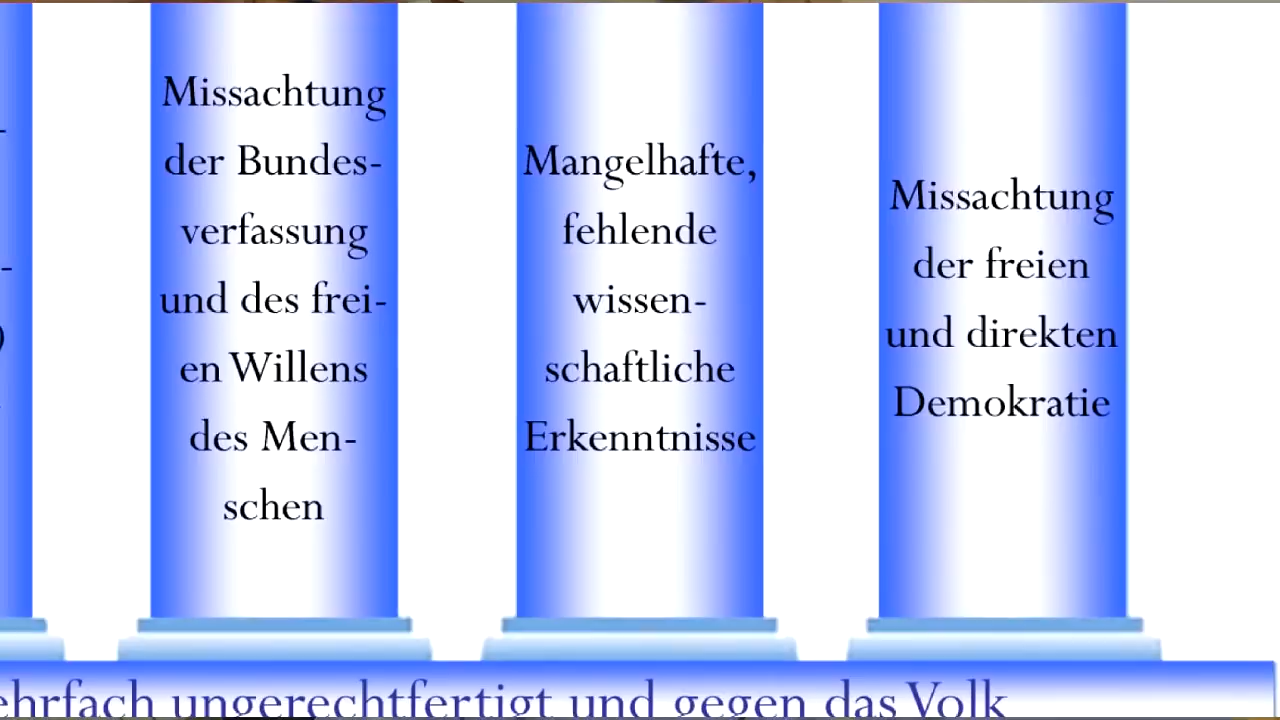 Missachtung
der Bundes-
verfassung
und des frei-
en Willens
des Men-
schen
Mangelhafte,
fehlende
wissen-
schaftliche
Erkenntnisse
Missachtung
der freien
und direkten
Demokratie
ungerechtfertigt und gegen das Volk